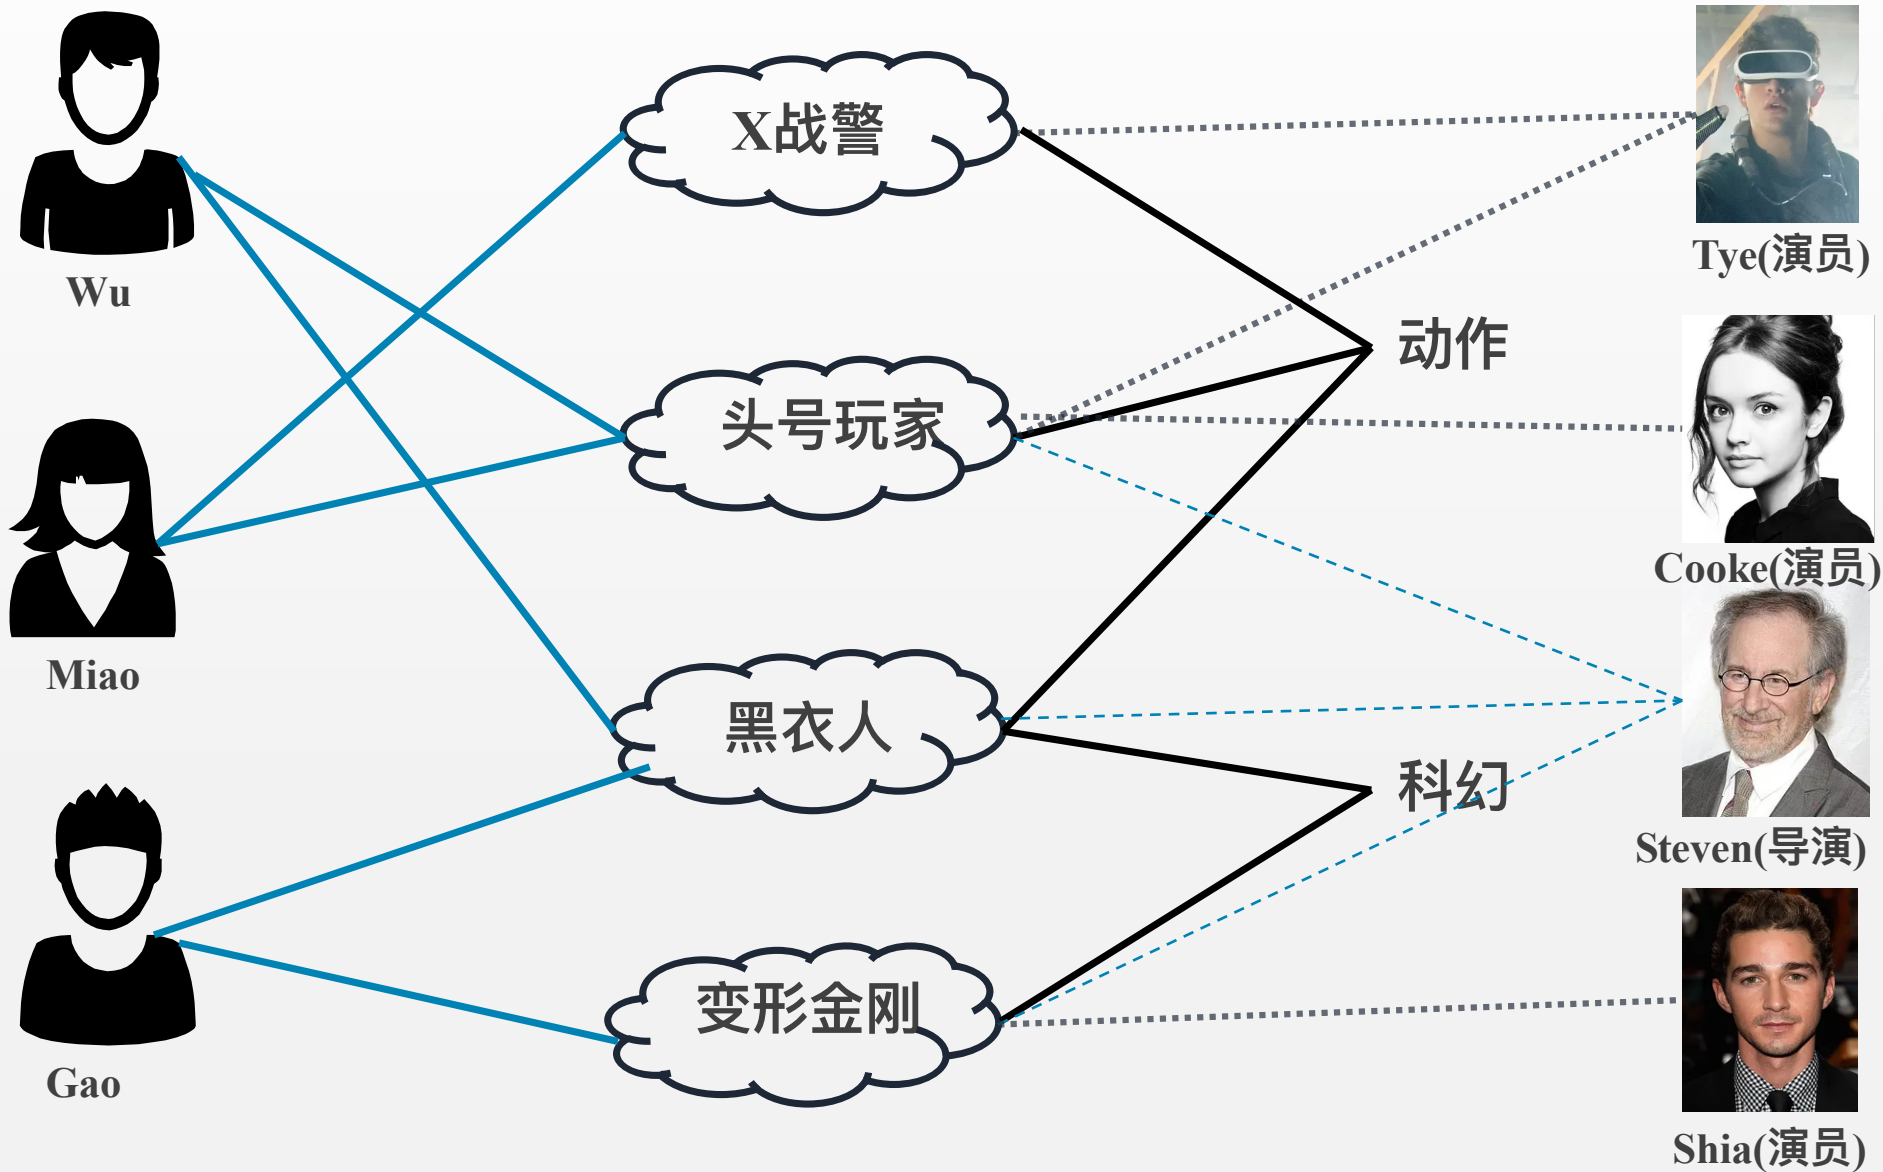 X战警
Tye(演员)
Wu
动作
头号玩家
Cooke(演员)
Miao
黑衣人
科幻
Steven(导演)
变形金刚
Gao
Shia(演员)